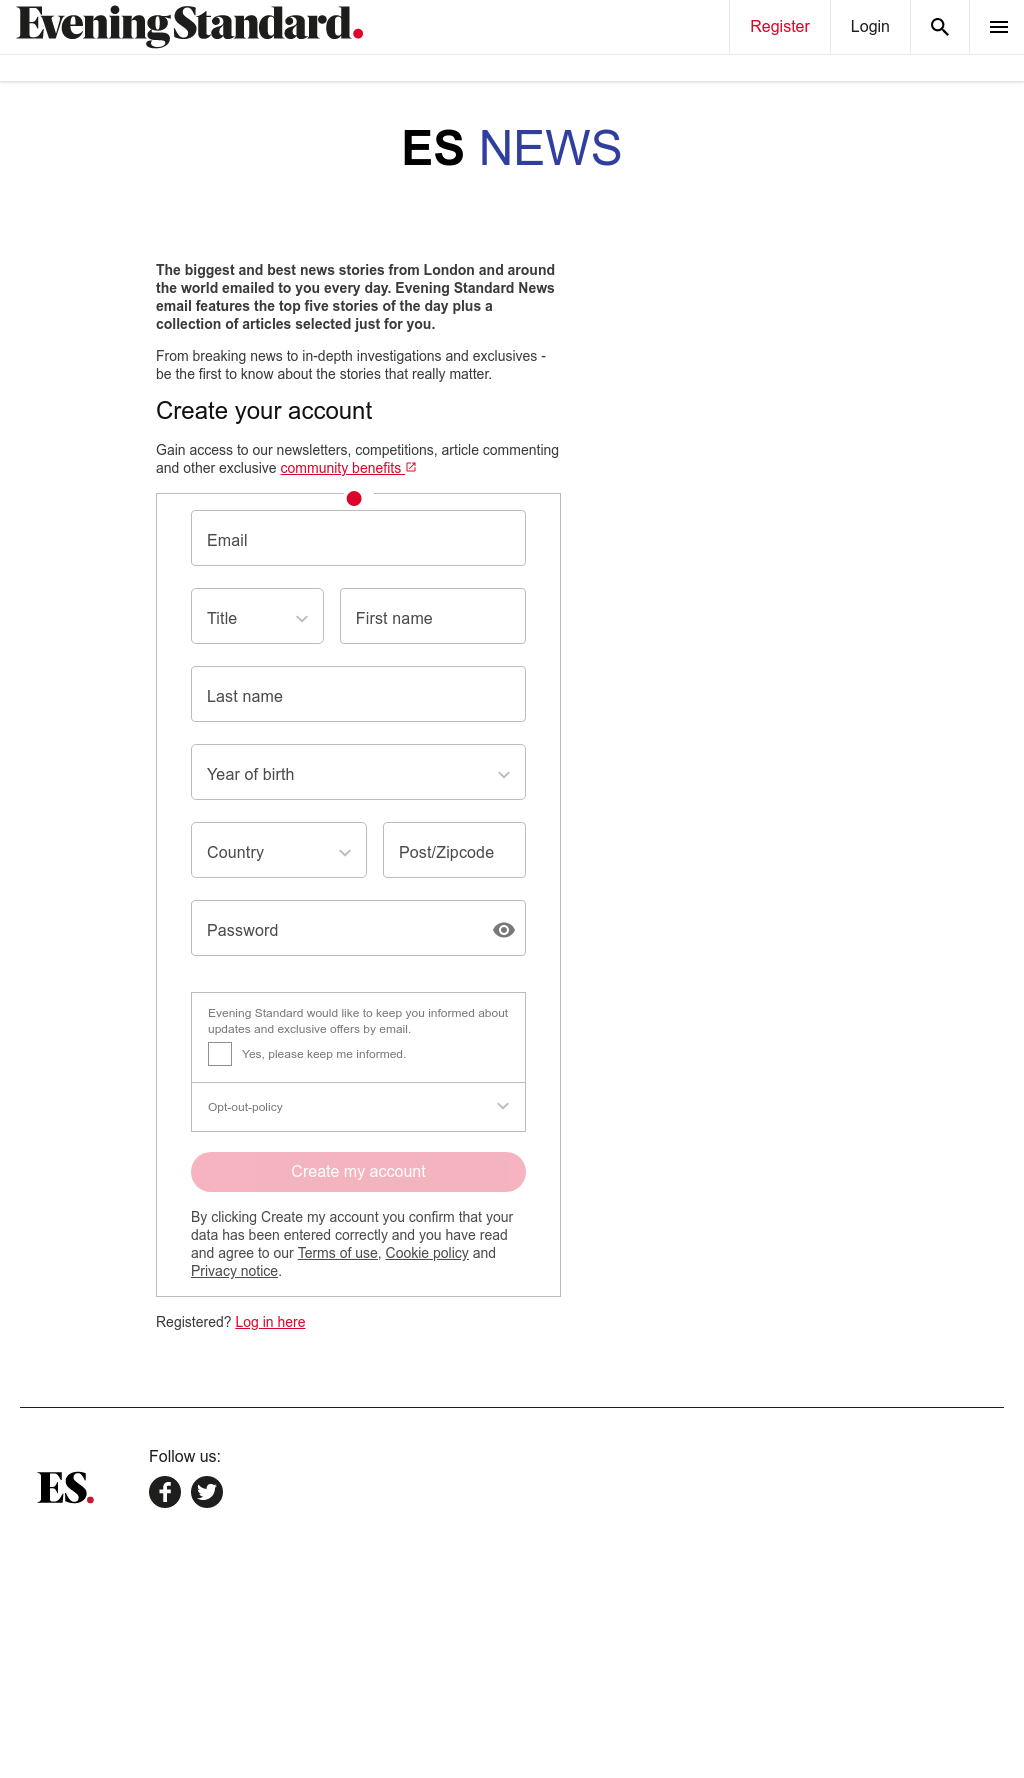 Evening Standard.
Register
Login
ES NEWS
The biggest and best news stories from London and around
the world emailed to you every day. Evening Standard News
email features the top five stories of the day plus a
collection of articles selected just for you.
From breaking news to in-depth investigations and exclusives -
be the first to know about the stories that really matter.
Create your account
Gain access to our newsletters, competitions, article commenting
and other exclusive community benefits
Email
Title
First name
Last name
Year of birth
Country
Post/Zipcode
Password
Evening Standard would like to keep you informed about
updates and exclusive offers by email.
Yes, please keep me informed.
Opt-out-policy
Create my account
By clicking Create my account you confirm that your
data has been entered correctly and you have read
and agree to our Terms of use, Cookie policy and
Privacy notice.
Registered? Log in here
Follow us:
ES.